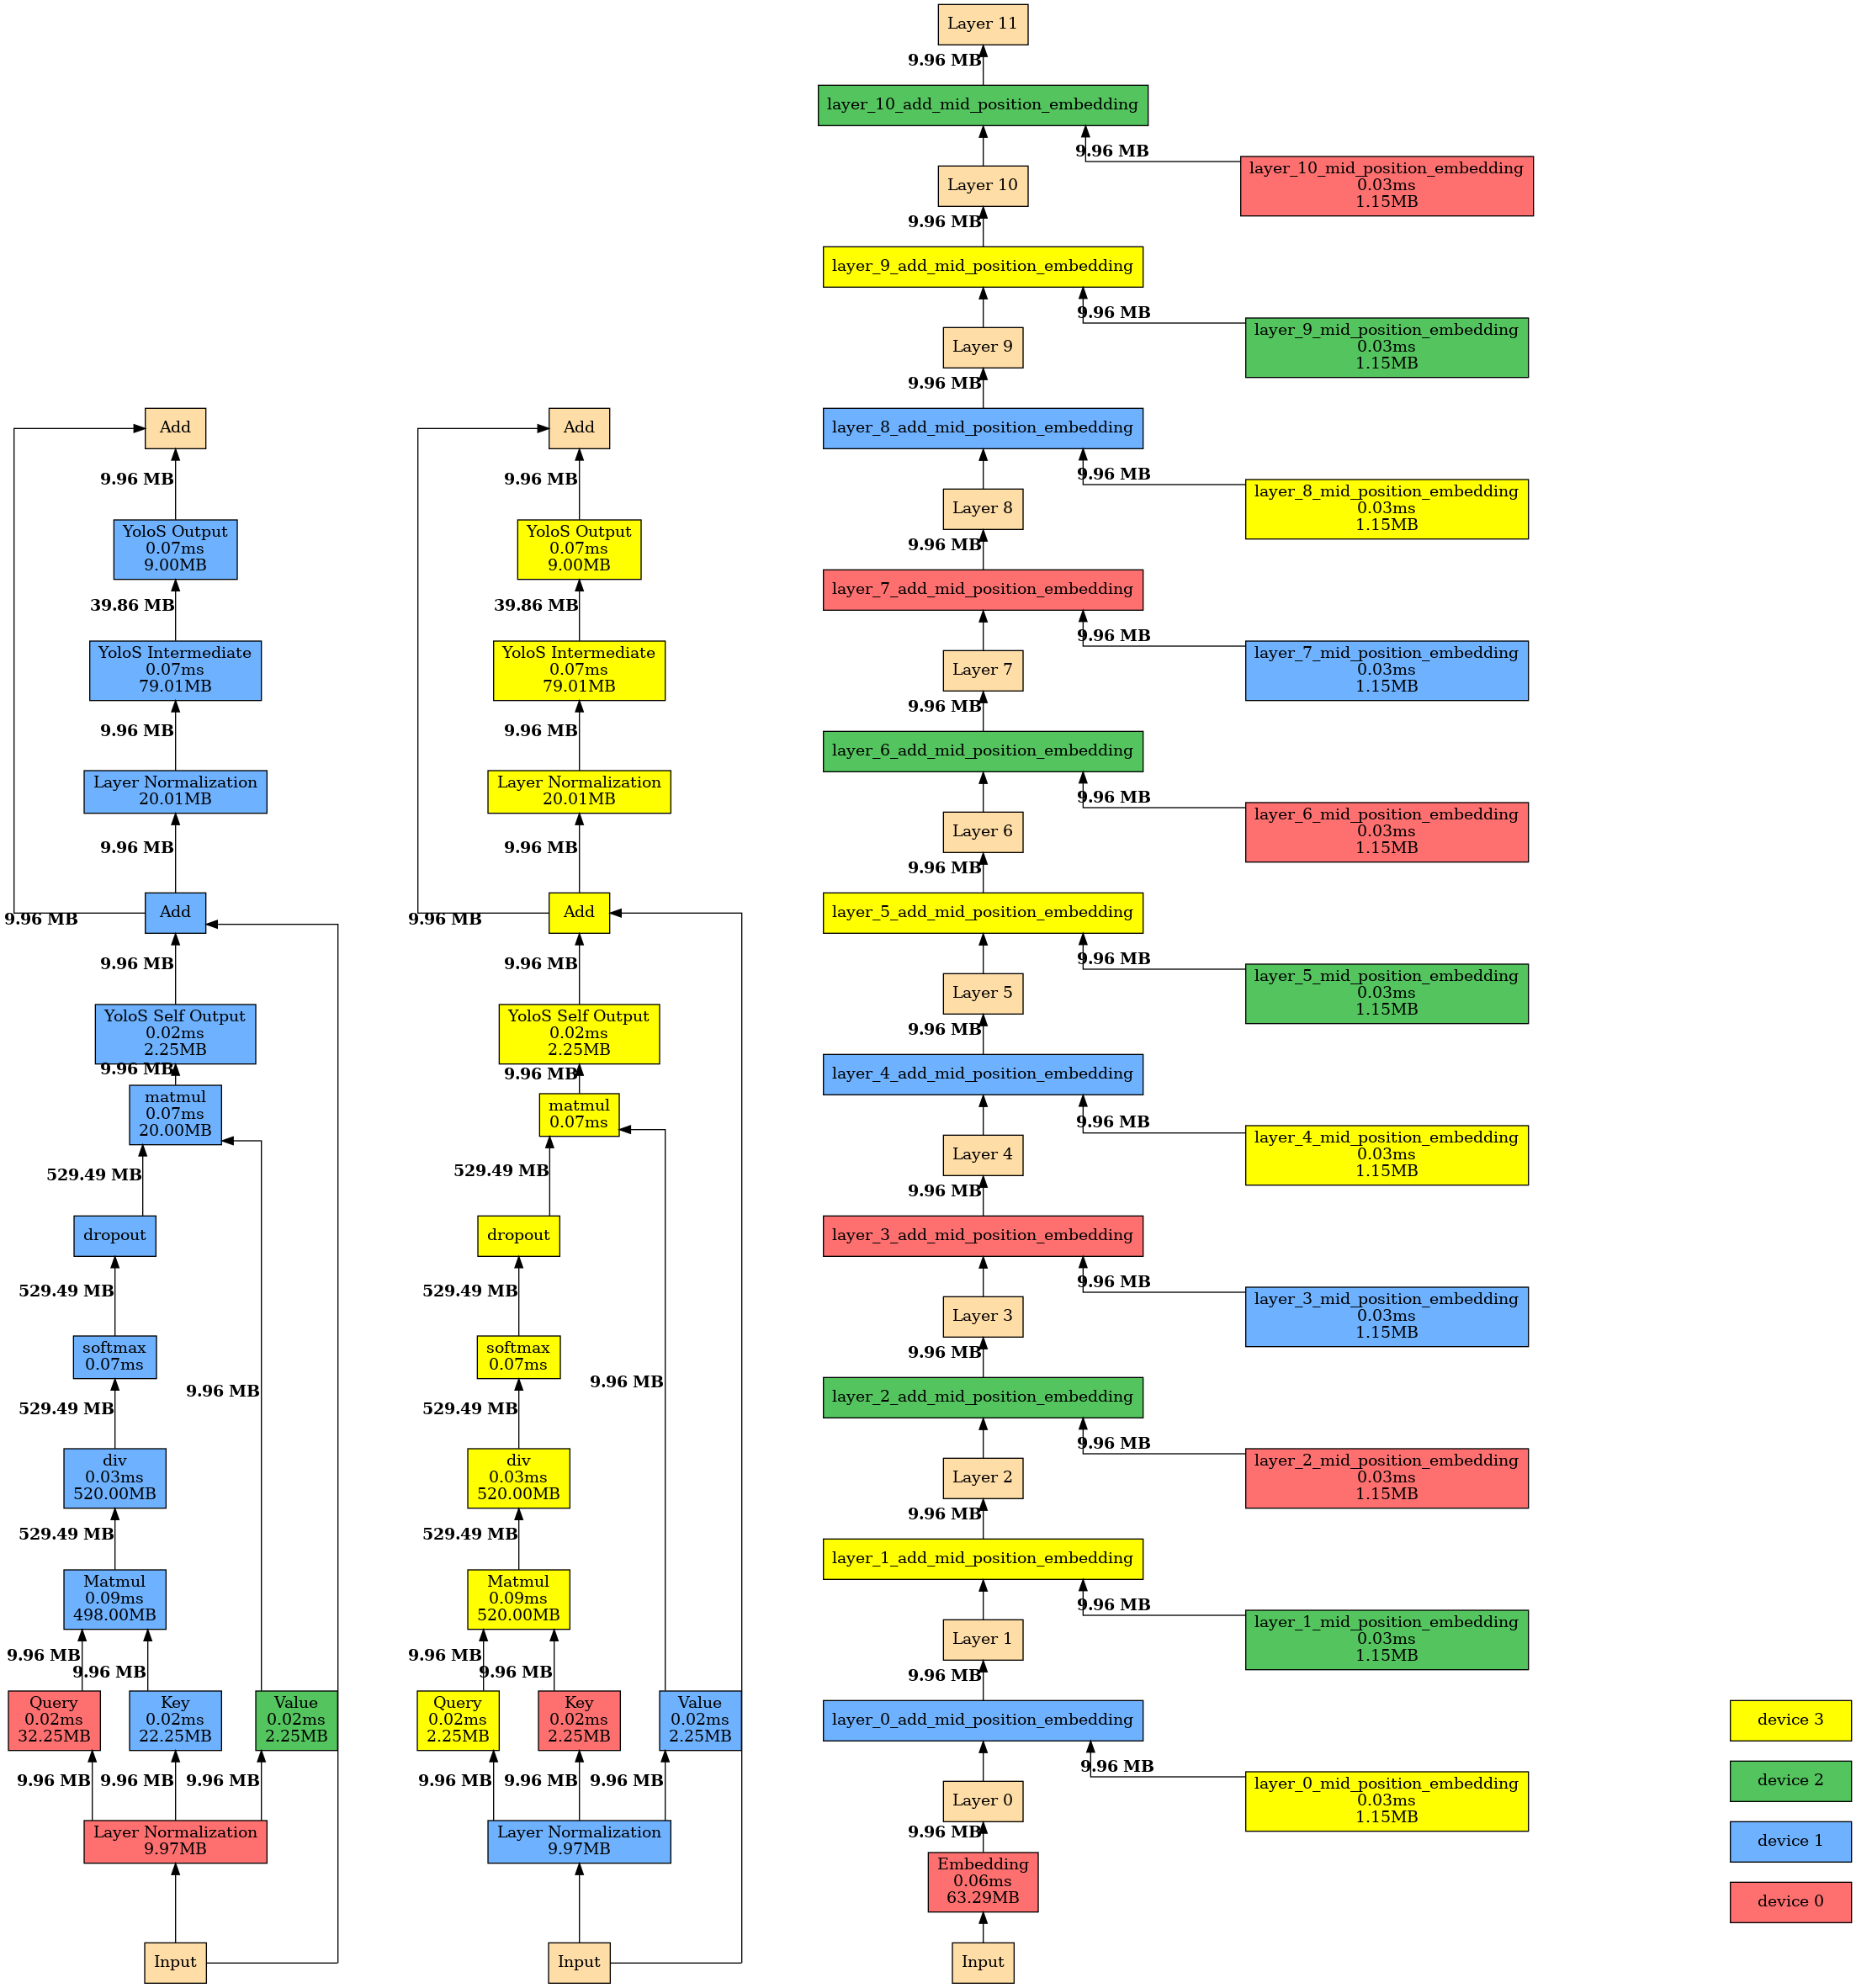 Add
9.96 MB
YoloS Output
0.07ms
9.00MB
39.86 MB
YoloS Intermediate
0.07ms
79.01MB
9.96 MB
Layer Normalization
20.01MB
9.96 MB
Add
9.96 MB
9.96 MB
YoloS Self Output
0.02ms
2.25MB
9.96 MB
matmul
0.07ms
20.00MB
529.49 MB
dropout
529.49 MB
softmax
0.07ms
9.96 MB
529.49 MB
div
0.03ms
520.00MB
529.49 MB
Matmul
0.09ms
498.00MB
9.96 MB
9.96 MB
Query
0.02ms
32.25MB
Key
0.02ms
22.25MB
Value
0.02ms
2.25MB
9.96 MB
9.96 MB
9.96 MB
Layer Normalization
9.97MB
Input
Add
9.96 MB
YoloS Output
0.07ms
9.00MB
39.86 MB
YoloS Intermediate
0.07ms
79.01MB
9.96 MB
Layer Normalization
20.01MB
9.96 MB
Add
9.96 MB
9.96 MB
YoloS Self Output
0.02ms
2.25MB
9.96 MB
matmul
0.07ms
529.49 MB
dropout
529.49 MB
softmax
0.07ms
9.96 MB
529.49 MB
div
0.03ms
520.00MB
529.49 MB
Matmul
0.09ms
520.00MB
9.96 MB
9.96 MB
Query
0.02ms
2.25MB
Key
0.02ms
2.25MB
Value
0.02ms
2.25MB
9.96 MB
9.96 MB
9.96 MB
Layer Normalization
9.97MB
Input
Layer 11
9.96 MB
layer_10_add_mid_position_embedding
9.96 MB
layer_10_mid_position_embedding
0.03ms
1.15MB
Layer 10
9.96 MB
layer_9_add_mid_position_embedding
9.96 MB
layer_9_mid_position_embedding
0.03ms
1.15MB
Layer 9
9.96 MB
layer_8_add_mid_position_embedding
9.96 MB
layer_8_mid_position_embedding
0.03ms
1.15MB
Layer 8
9.96 MB
layer_7_add_mid_position_embedding
9.96 MB
layer_7_mid_position_embedding
0.03ms
1.15MB
Layer 7
9.96 MB
layer_6_add_mid_position_embedding
9.96 MB
layer_6_mid_position_embedding
0.03ms
1.15MB
Layer 6
9.96 MB
layer_5_add_mid_position_embedding
9.96 MB
layer_5_mid_position_embedding
0.03ms
1.15MB
Layer 5
9.96 MB
layer_4_add_mid_position_embedding
9.96 MB
layer_4_mid_position_embedding
0.03ms
1.15MB
Layer 4
9.96 MB
layer_3_add_mid_position_embedding
9.96 MB
layer_3_mid_position_embedding
0.03ms
1.15MB
Layer 3
9.96 MB
layer_2_add_mid_position_embedding
9.96 MB
layer_2_mid_position_embedding
0.03ms
1.15MB
Layer 2
9.96 MB
layer_1_add_mid_position_embedding
9.96 MB
layer_1_mid_position_embedding
0.03ms
1.15MB
Layer 1
9.96 MB
layer_0_add_mid_position_embedding
9.96 MB
layer_0_mid_position_embedding
0.03ms
1.15MB
Layer 0
9.96 MB
Embedding
0.06ms
63.29MB
Input
device 3
device 2
device 1
device 0